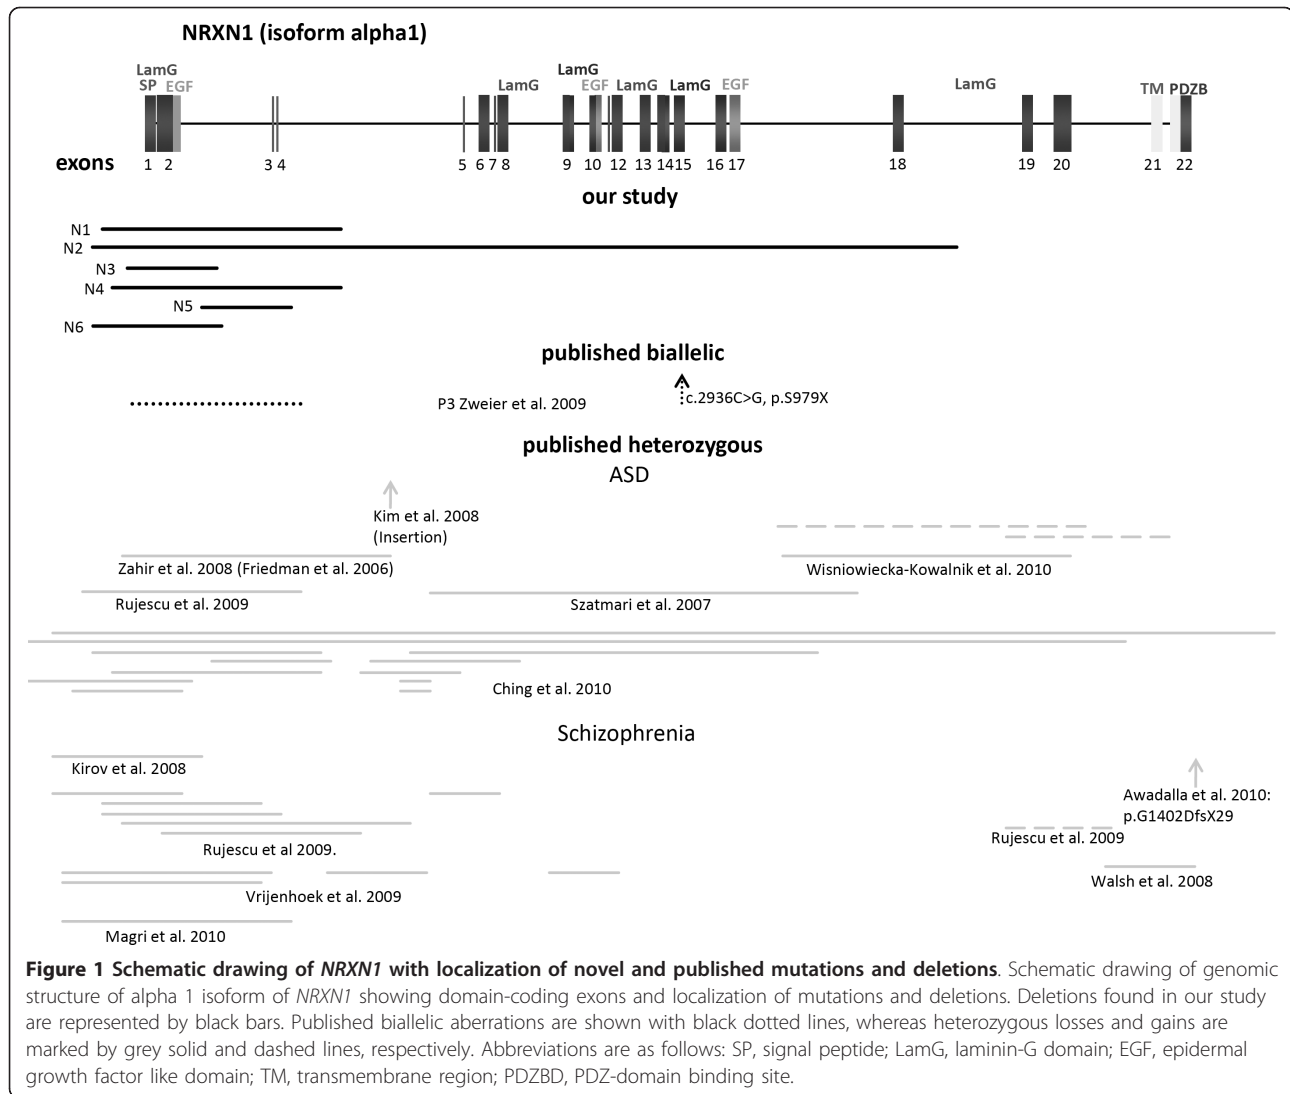 NRXN1 (isoform alpha1)
LamG
LamG
SP EGF
LamG
EGF LamG
LamG
EGF
LamG
TM PDZB
exons 1 2 3 4 5 6 7 8 9 10 12 13 14 15 16 17 18 19 20 21 22
our study
N1
N2
N3
N4
N5
N6
published biallelic
P3 Zweier et al. 2009
c.2936C>G, p.S979X
published heterozygous
ASD
Kim et al. 2008
(Insertion)
Zahir et al. 2008 (Friedman et al. 2006)
Wisniowiecka-Kowalnik et al. 2010
Rujescu et al. 2009
Szatmari et al. 2007
Ching et al. 2010
Schizophrenia
Kirov et al. 2008
Awadalla et al. 2010:
p.G1402DfsX29
Rujescu et al. 2009
Rujescu et al 2009.
Walsh et al. 2008
Vrijenhoek et al. 2009
Magri et al. 2010
Figure 1 Schematic drawing of NRXN1 with localization of novel and published mutations and deletions. Schematic drawing of genomic
structure of alpha 1 isoform of NRXN1 showing domain-coding exons and localization of mutations and deletions. Deletions found in our study
are represented by black bars. Published biallelic aberrations are shown with black dotted lines, whereas heterozygous losses and gains are
marked by grey solid and dashed lines, respectively. Abbreviations are as follows: SP, signal peptide; LamG, laminin-G domain; EGF, epidermal
growth factor like domain; TM, transmembrane region; PDZBD, PDZ-domain binding site.